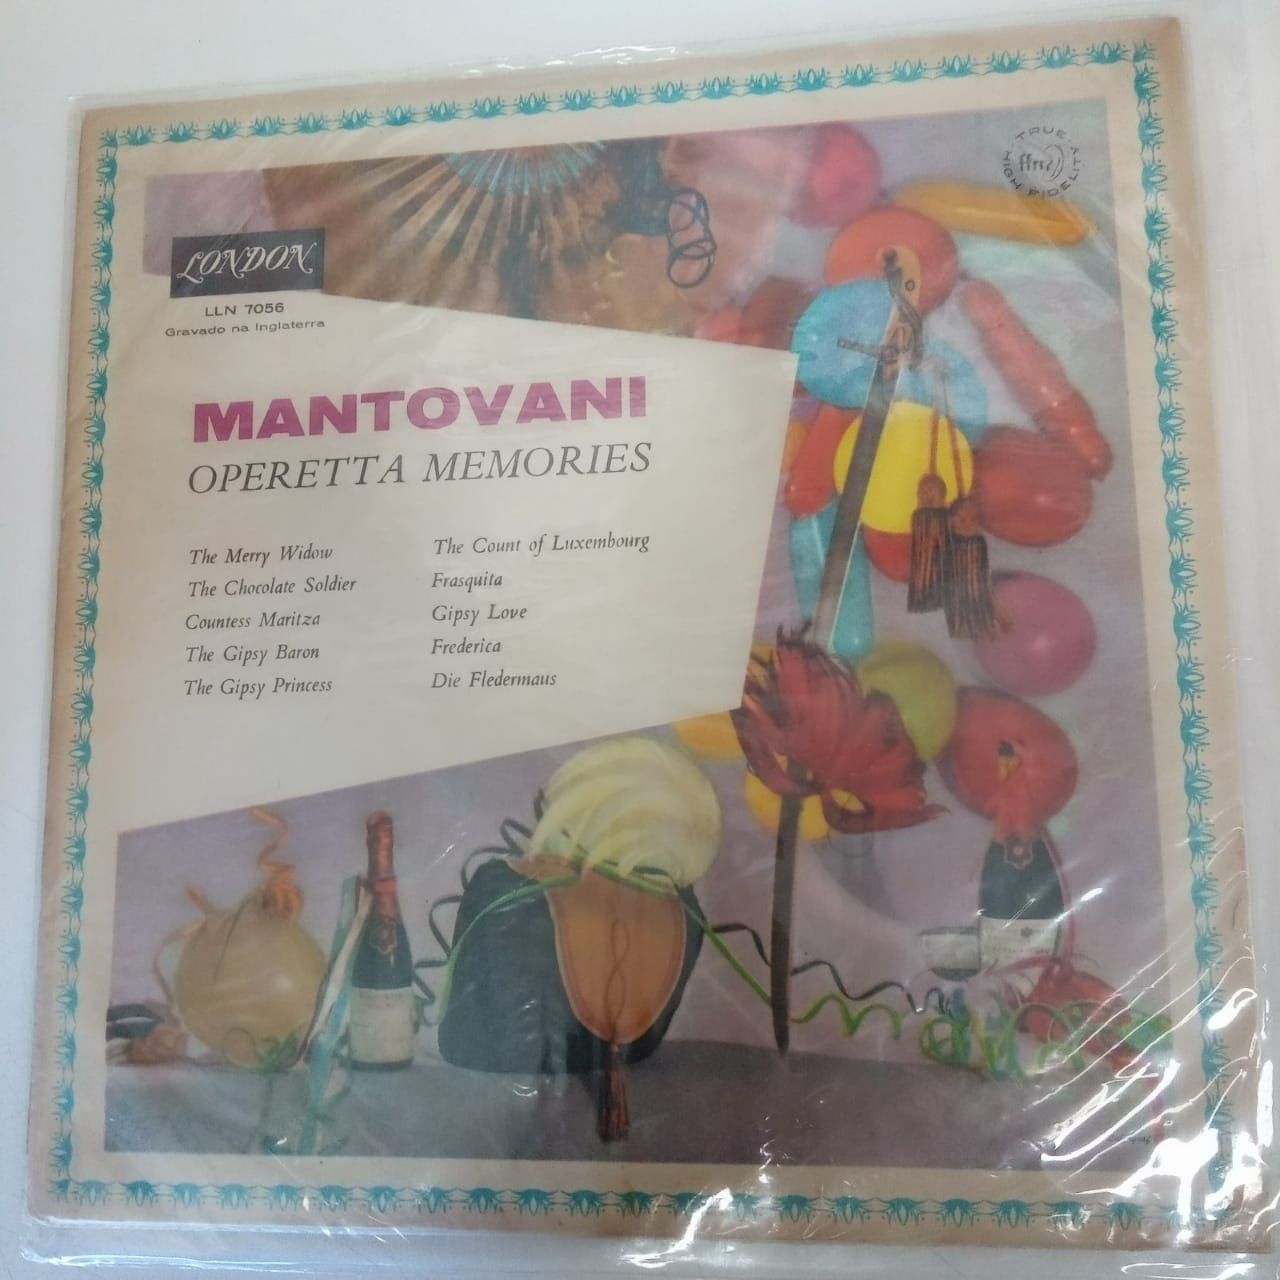 TRUE HIGH FIDELITY
ffrr
LONDON
LLN 7056
Gravado na Inglaterra
MANTOVANI
OPERETTA MEMORIES
The Merry Widow
The Chocolate Soldier
Countess Maritza
The Gipsy Baron
The Gipsy Princess
The Count of Luxembourg
Frasquita
Gipsy Love
Frederica
Die Fledermaus